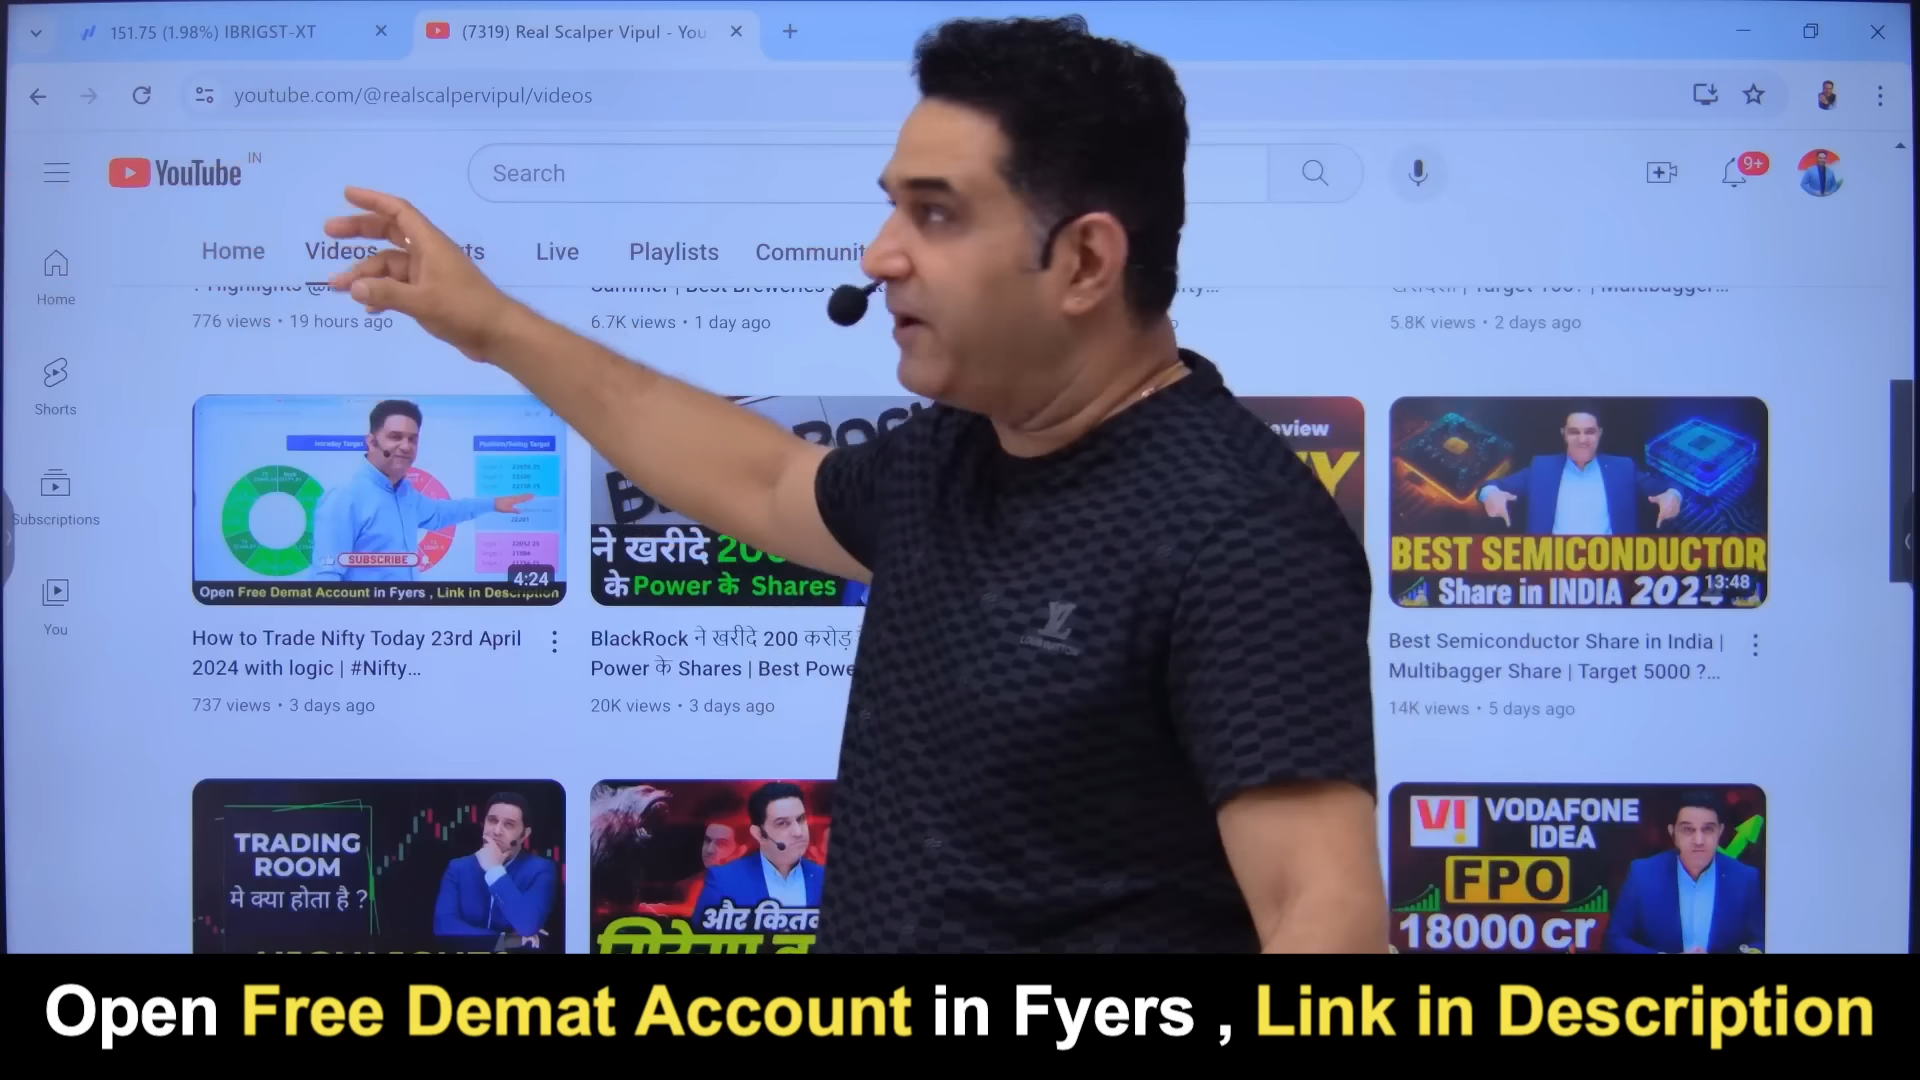 151.75 (1.98%) IBRIGST-XT
(7319) Real Scalper Vipul - You
youtube.com/@realscalpervipul/videos
YouTube IN
Search
9+
Home Videos Live Playlists
Home
Shorts
Subscriptions
You
776 views • 19 hours ago
6.7K views • 1 day ago
5.8K views • 2 days ago
Intraday Target
Position/Swing Target
SUBSCRIBE
4:24
Open Free Demat Account in Fyers , Link in Description
ने खरीदे
के Power के Shares
BEST SEMICONDUCTOR
Share in INDIA
13:48
How to Trade Nifty Today 23rd April
2024 with logic | #Nifty...
737 views • 3 days ago
BlackRock ने खरीदे 200 करोड़
Power के Shares | Best Powe
20K views • 3 days ago
Best Semiconductor Share in India |
Multibagger Share | Target 5000 ?...
14K views • 5 days ago
TRADING
ROOM
मे क्या होता है ?
और
VI VODAFONE
IDEA
FPO
18000 cr
Open Free Demat Account in Fyers , Link in Description